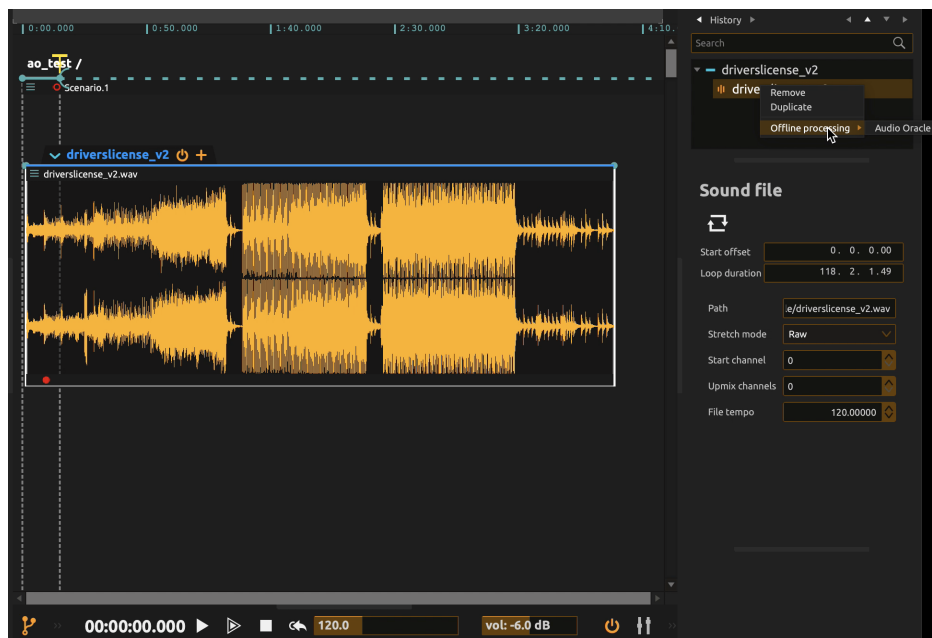 0:00.000
0:50.000
1:40.000
2:30.000
3:20.000
4:10.
ao_test /
Scenario.1
driverslicense_v2
driverslicense_v2.wav
00:00:00.000
120.0
vol: -6.0 dB
History
Search
driverslicense_v2
drive
Remove
Duplicate
Offline processing
Audio Oracle
Sound file
Start offset
0. 0. 0.00
Loop duration
118. 2. 1.49
Path
:e/driverslicense_v2.wav
Stretch mode
Raw
Start channel
0
Upmix channels
0
File tempo
120.00000